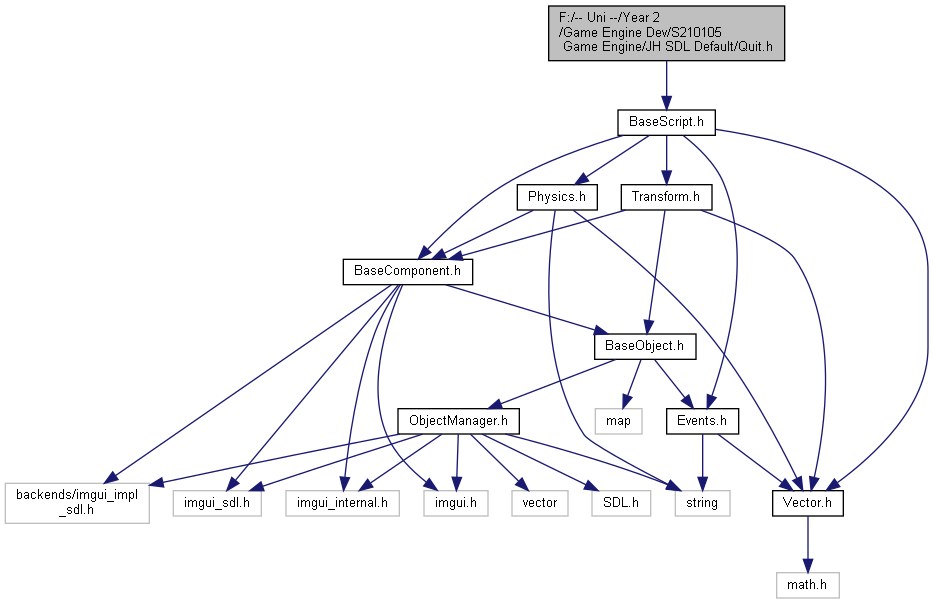 F:/-- Uni --/Year 2
/Game Engine Dev/S210105
Game Engine/JH SDL Default/Quit.h
BaseScript.h
Physics.h
Transform.h
BaseComponent.h
BaseObject.h
ObjectManager.h
map
Events.h
backends/imgui_impl
_sdl.h
imgui_sdl.h
imgui_internal.h
imgui.h
vector
SDL.h
string
Vector.h
math.h